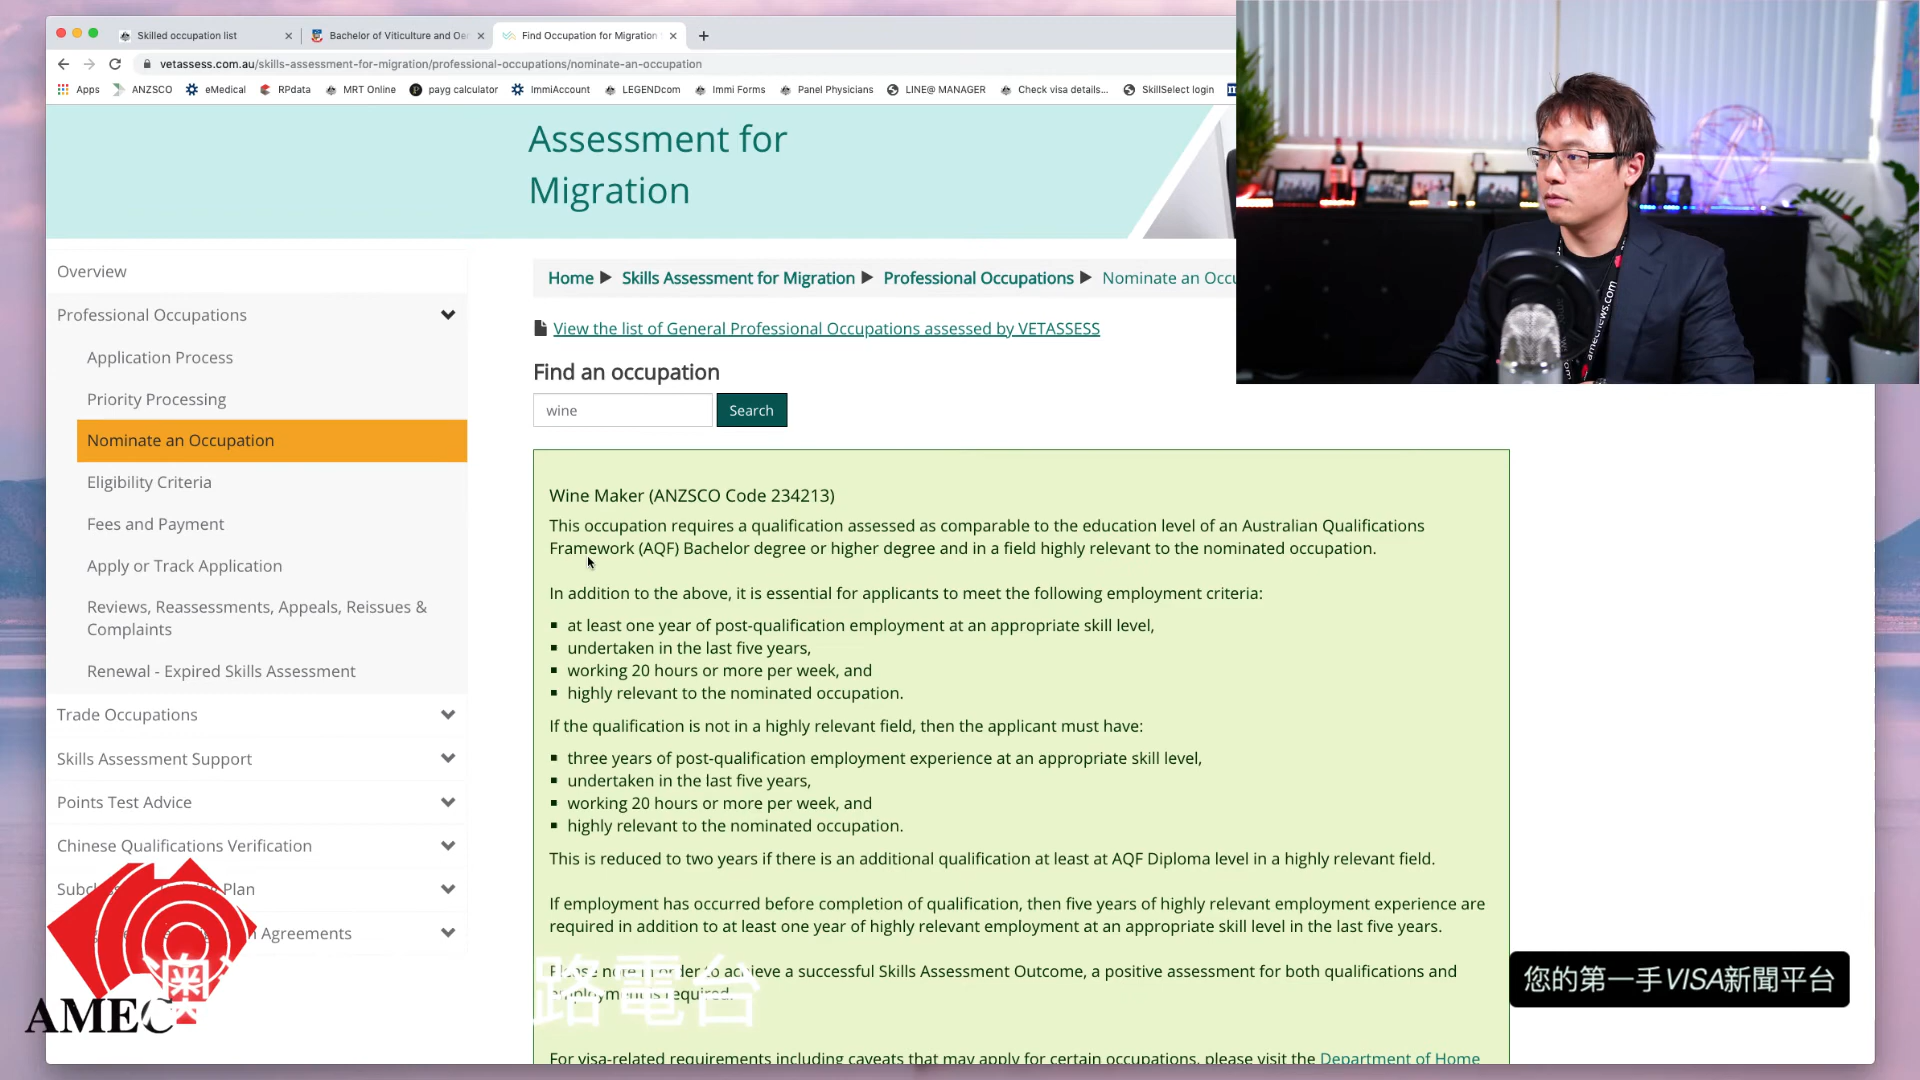 Skilled occupation list
Bachelor of Viticulture and Oe
Find Occupation for Migration
vetassess.com.au/skills-assessment-for-migration/professional-occupations/nominate-an-occupation
Apps
ANZSCO
eMedical
RPdata
MRT Online
payg calculator
ImmiAccount
LEGENDcom
Immi Forms
Panel Physicians
LINE@ MANAGER
Check visa details...
SkillSelect login
Assessment for
Migration
Overview
Professional Occupations
Application Process
Priority Processing
Nominate an Occupation
Eligibility Criteria
Fees and Payment
Apply or Track Application
Reviews, Reassessments, Appeals, Reissues &
Complaints
Renewal - Expired Skills Assessment
Trade Occupations
Skills Assessment Support
Points Test Advice
Chinese Qualifications Verification
Plan
Agreements
Home ▶ Skills Assessment for Migration ▶ Professional Occupations ▶ Nominate an Occu
View the list of General Professional Occupations assessed by VETASSESS
Find an occupation
wine
Search
Wine Maker (ANZSCO Code 234213)
This occupation requires a qualification assessed as comparable to the education level of an Australian Qualifications
Framework (AQF) Bachelor degree or higher degree and in a field highly relevant to the nominated occupation.
In addition to the above, it is essential for applicants to meet the following employment criteria:
▪ at least one year of post-qualification employment at an appropriate skill level,
▪ undertaken in the last five years,
▪ working 20 hours or more per week, and
▪ highly relevant to the nominated occupation.
If the qualification is not in a highly relevant field, then the applicant must have:
▪ three years of post-qualification employment experience at an appropriate skill level,
▪ undertaken in the last five years,
▪ working 20 hours or more per week, and
▪ highly relevant to the nominated occupation.
This is reduced to two years if there is an additional qualification at least at AQF Diploma level in a highly relevant field.
If employment has occurred before completion of qualification, then five years of highly relevant employment experience are
required in addition to at least one year of highly relevant employment at an appropriate skill level in the last five years.
Please note in order to achieve a successful Skills Assessment Outcome, a positive assessment for both qualifications and
employment is required.
For visa-related requirements including caveats that may apply for certain occupations, please visit the Department of Home
amecnews.com
AMEC
澳
路電台
您的第一手VISA新聞平台